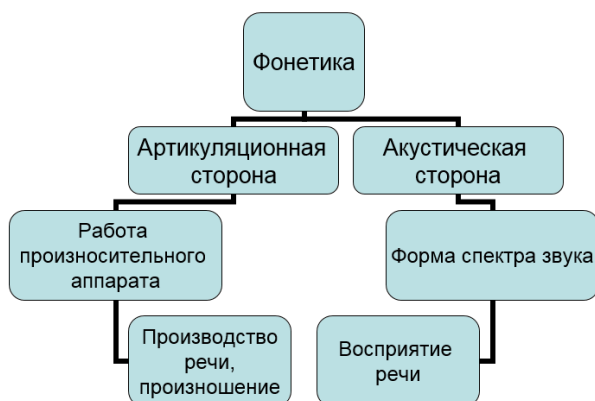 Фонетика
Артикуляционная
сторона
Акустическая
сторона
Работа
произносительного
аппарата
Форма спектра звука
Производство
речи,
произношение
Восприятие
речи